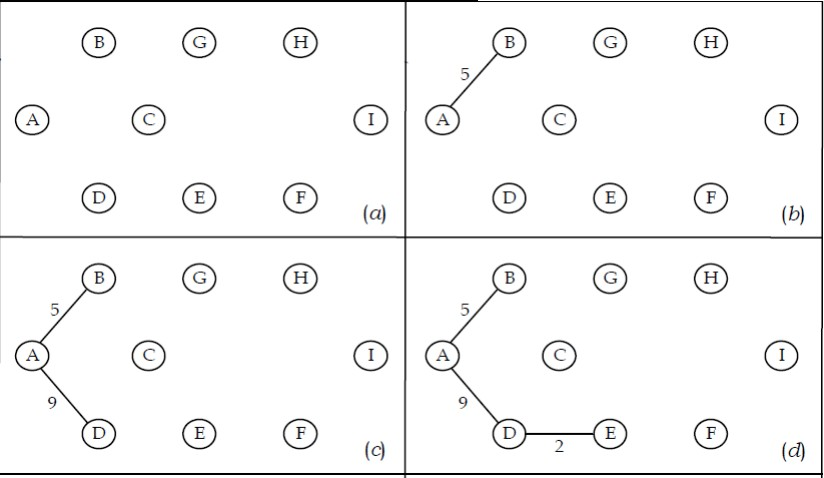 B G H
A C I
D E F
(a)
B G H
5
A C I
D E F
(b)
B G H
5
A C I
9
D E F
(c)
B G H
5
A C I
9
D E F
2
(d)